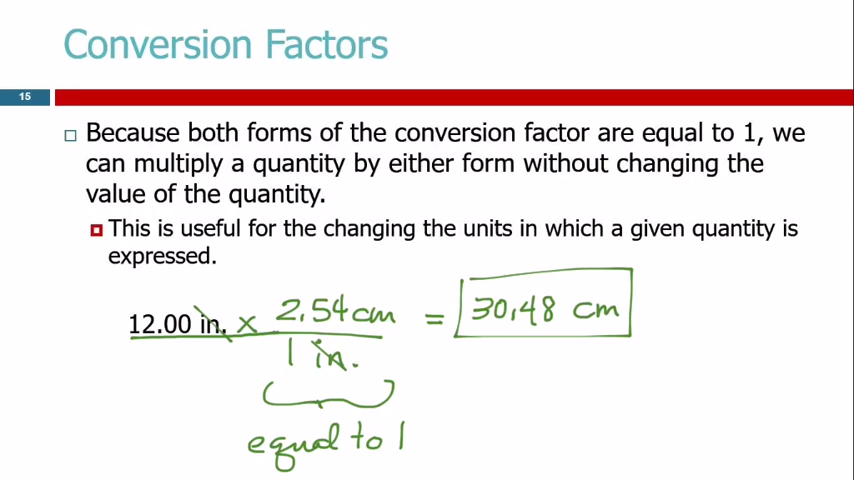 Conversion Factors
15
Because both forms of the conversion factor are equal to 1, we
can multiply a quantity by either form without changing the
value of the quantity.
This is useful for the changing the units in which a given quantity is
expressed.
12.00 in. × 2.54 cm = 30.48 cm
1 in.
equal to 1